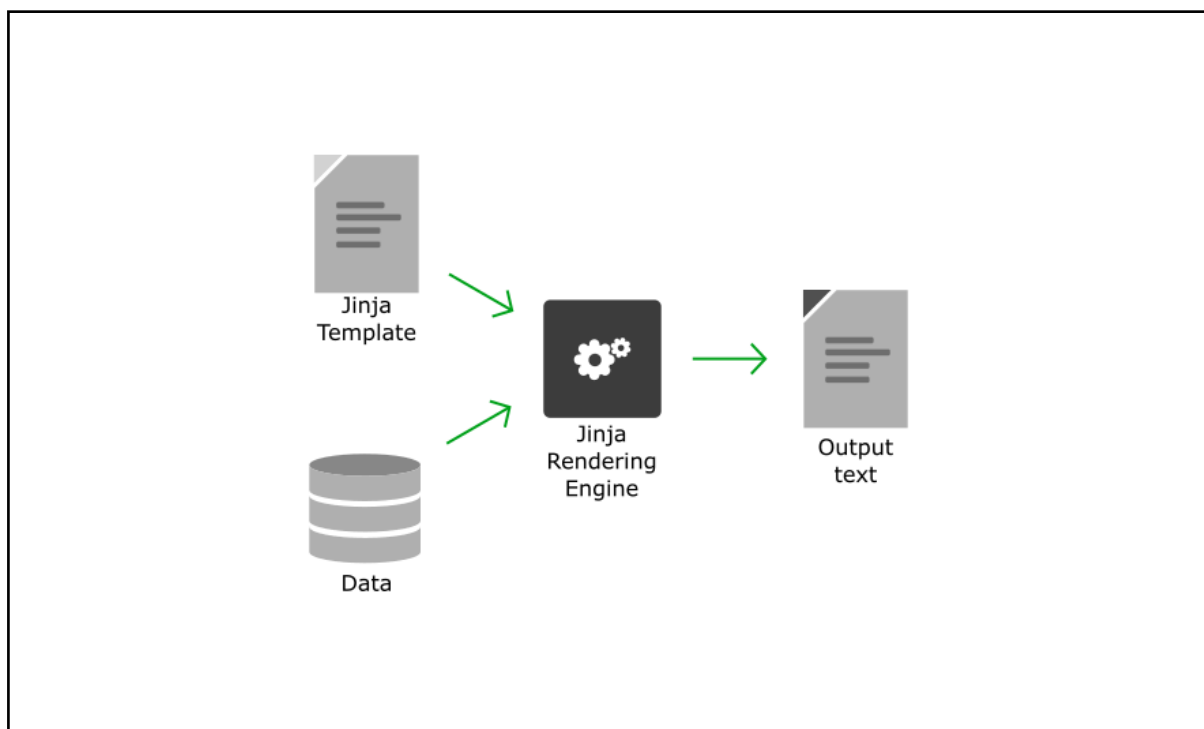 Jinja
Template
Data
Jinja
Rendering
Engine
Output
text